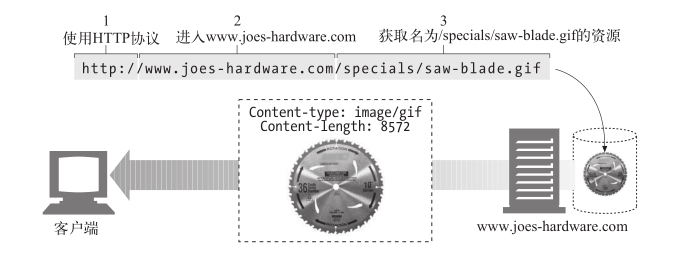 1 2 3
使用HTTP协议 进入www.joes-hardware.com 获取名为/specials/saw-blade.gif的资源
http://www.joes-hardware.com/specials/saw-blade.gif
Content-type: image/gif
Content-length: 8572
36
10
客户端
www.joes-hardware.com